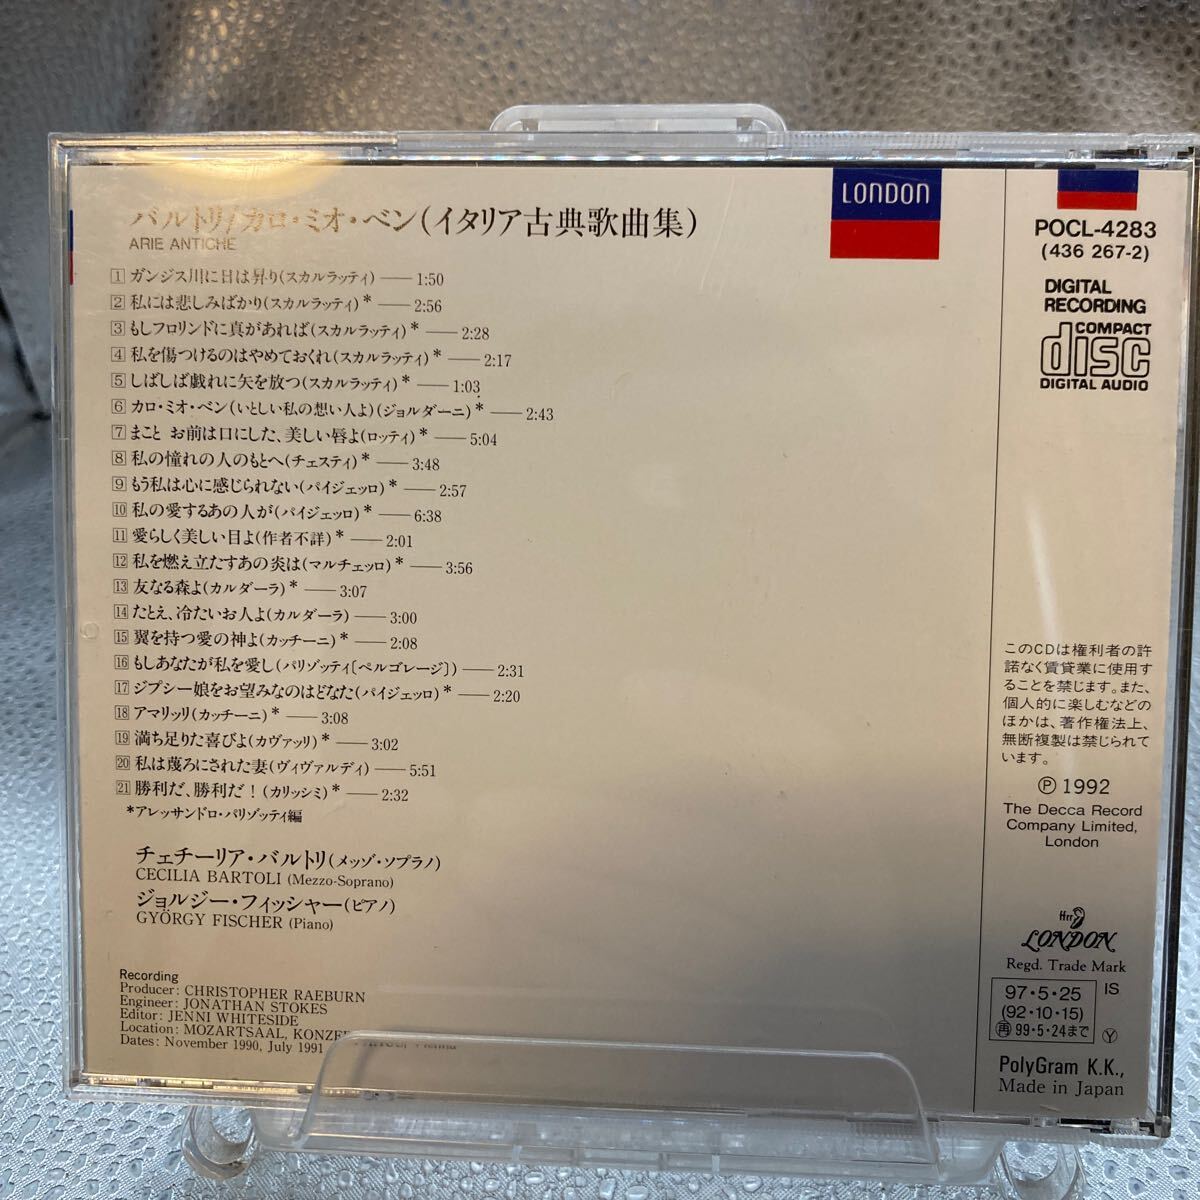 バルトリ/カロ・ミオ・ベン(イタリア古典歌曲集)
ARIE ANTICHE
1 ガンジス川に日は昇り(スカルラッティ) ── 1:50
2 私には悲しみばかり(スカルラッティ)* ── 2:56
3 もしフロリンドに真があれば(スカルラッティ)* ── 2:28
4 私を傷つけるのはやめておくれ(スカルラッティ)* ── 2:17
5 しばしば戯れに矢を放つ(スカルラッティ)* ── 1:03
6 カロ・ミオ・ベン(いとしい私の想い人よ)(ジョルダーニ)* ── 2:43
7 まこと お前は口にした、美しい唇よ(ロッティ)* ── 5:04
8 私の憧れの人のもとへ(チェスティ)* ── 3:48
9 もう私は心に感じられない(パイジェッロ)* ── 2:57
10 私の愛するあの人が(パイジェッロ)* ── 6:38
11 愛らしく美しい目よ(作者不詳)* ── 2:01
12 私を燃え立たすあの炎は(マルチェッロ)* ── 3:56
13 友なる森よ(カルダーラ)* ── 3:07
14 たとえ、冷たいお人よ(カルダーラ) ── 3:00
15 翼を持つ愛の神よ(カッチーニ)* ── 2:08
16 もしあなたが私を愛し(パリゾッティ〔ペルゴレージ〕) ── 2:31
17 ジプシー娘をお望みなのはどなた(パイジェッロ)* ── 2:20
18 アマリッリ(カッチーニ)* ── 3:08
19 満ち足りた喜びよ(カヴァッリ)* ── 3:02
20 私は蔑ろにされた妻(ヴィヴァルディ) ── 5:51
21 勝利だ、勝利だ!(カリッシミ)* ── 2:32
*アレッサンドロ・パリゾッティ編
チェチーリア・バルトリ(メッゾ・ソプラノ)
CECILIA BARTOLI (Mezzo-Soprano)
ジョルジー・フィッシャー(ピアノ)
GYÖRGY FISCHER (Piano)
Recording
Producer: CHRISTOPHER RAEBURN
Engineer: JONATHAN STOKES
Editor: JENNI WHITESIDE
Location: MOZARTSAAL, Vienna
Dates: November 1990, July 1991
LONDON
POCL-4283
(436 267-2)
DIGITAL
RECORDING
COMPACT
disc
DIGITAL AUDIO
このCDは権利者の許
諾なく賃貸業に使用す
ることを禁じます。また、
個人的に楽しむなどの
ほかは、著作権法上、
無断複製は禁じられて
います。
Ⓟ 1992
The Decca Record
Company Limited,
London
ffrr
LONDON
Regd. Trade Mark
97・5・25 IS
(92・10・15)
再 99・5・24まで Ⓨ
PolyGram K.K.,
Made in Japan